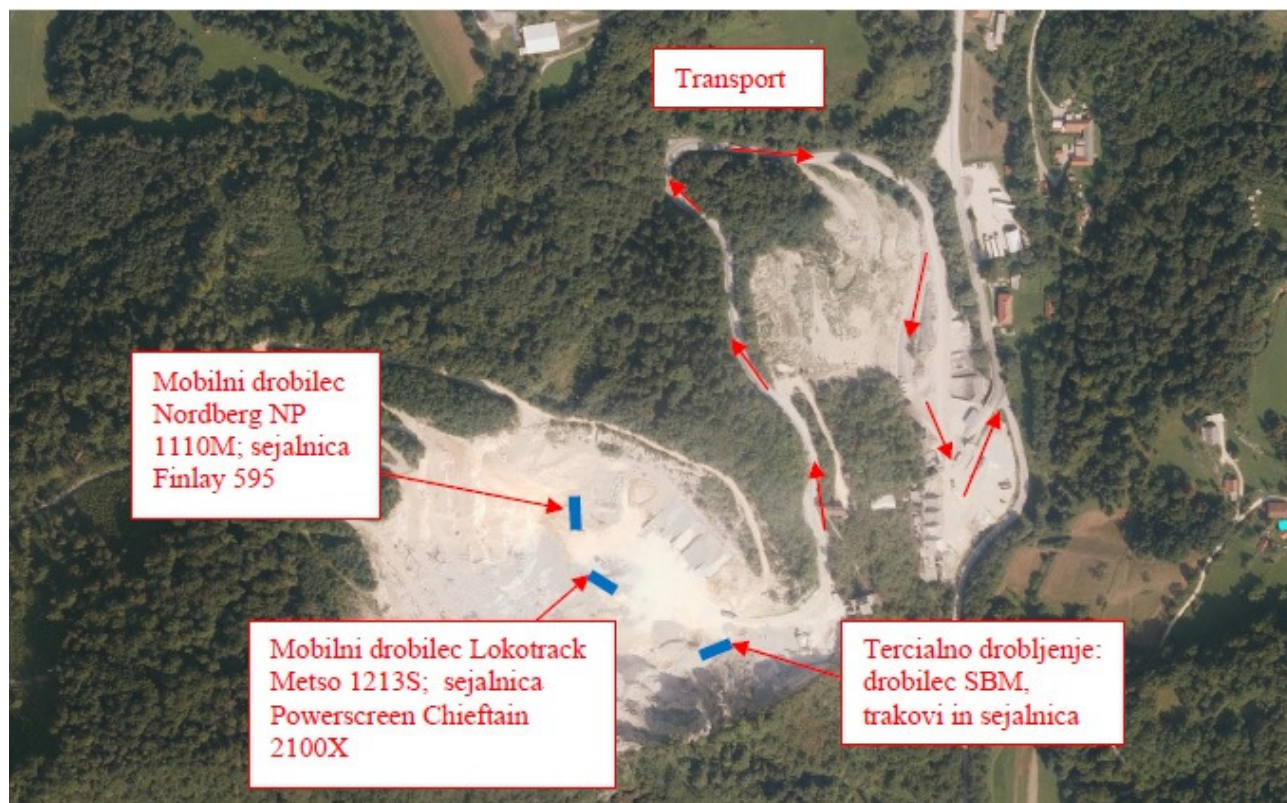 Transport
Mobilni drobilec
Nordberg NP
1110M; sejalnica
Finlay 595
Mobilni drobilec Lokotrack
Metso 1213S; sejalnica
Powerscreen Chieftain
2100X
Tercialno drobljenje:
drobilec SBM,
trakovi in sejalnica